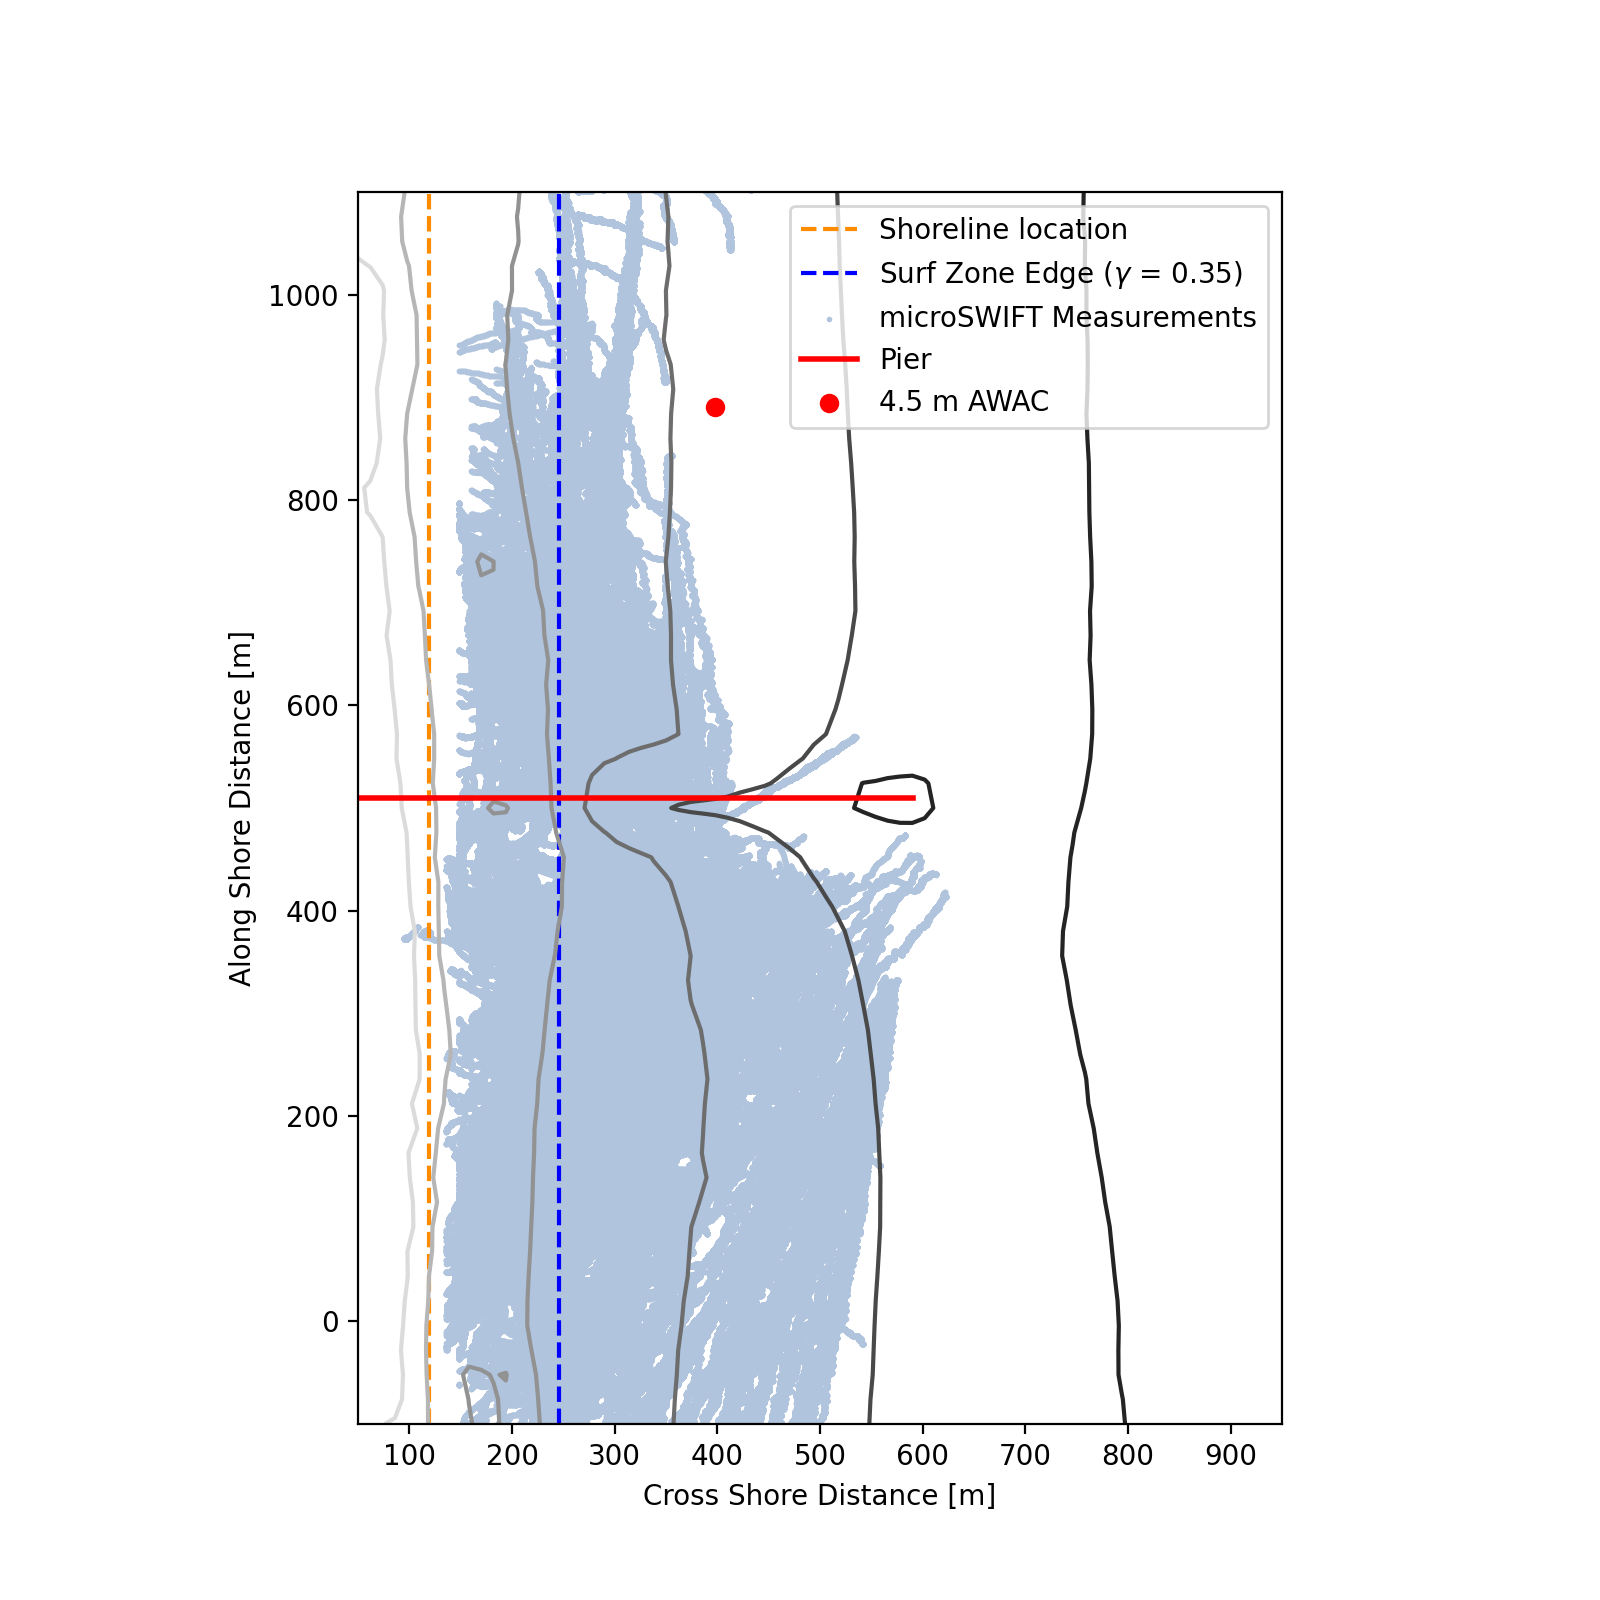 Shoreline location
Surf Zone Edge (γ = 0.35)
microSWIFT Measurements
Pier
4.5 m AWAC
1000
800
600
400
200
0
Along Shore Distance [m]
100 200 300 400 500 600 700 800 900
Cross Shore Distance [m]